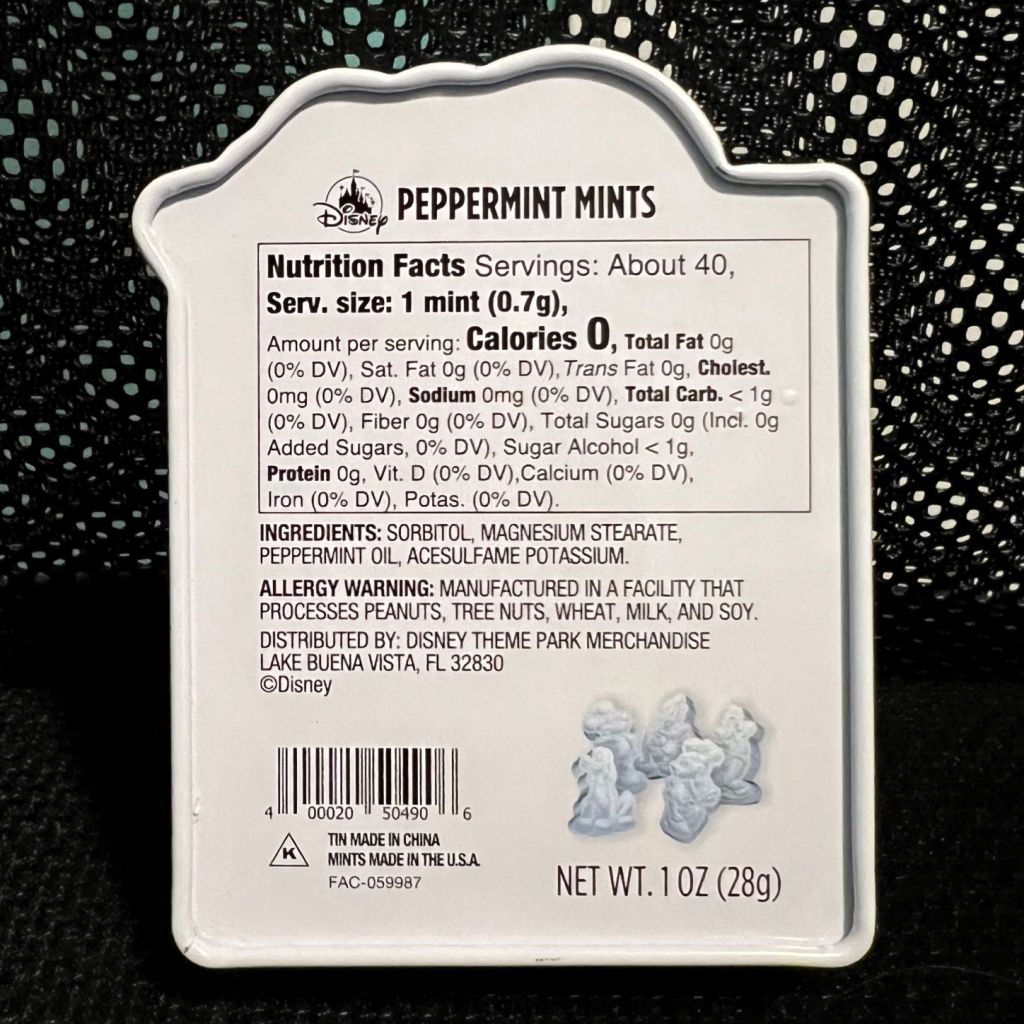 Disney PEPPERMINT MINTS
Nutrition Facts Servings: About 40,
Serv. size: 1 mint (0.7g),
Amount per serving: Calories 0, Total Fat 0g
(0% DV), Sat. Fat 0g (0% DV), Trans Fat 0g, Cholest.
0mg (0% DV), Sodium 0mg (0% DV), Total Carb. < 1g
(0% DV), Fiber 0g (0% DV), Total Sugars 0g (Incl. 0g
Added Sugars, 0% DV), Sugar Alcohol < 1g,
Protein 0g, Vit. D (0% DV),Calcium (0% DV),
Iron (0% DV), Potas. (0% DV).
INGREDIENTS: SORBITOL, MAGNESIUM STEARATE,
PEPPERMINT OIL, ACESULFAME POTASSIUM.
ALLERGY WARNING: MANUFACTURED IN A FACILITY THAT
PROCESSES PEANUTS, TREE NUTS, WHEAT, MILK, AND SOY.
DISTRIBUTED BY: DISNEY THEME PARK MERCHANDISE
LAKE BUENA VISTA, FL 32830
©Disney
4 00020 50490 6
K
TIN MADE IN CHINA
MINTS MADE IN THE U.S.A.
FAC-059987
NET WT. 1 OZ (28g)